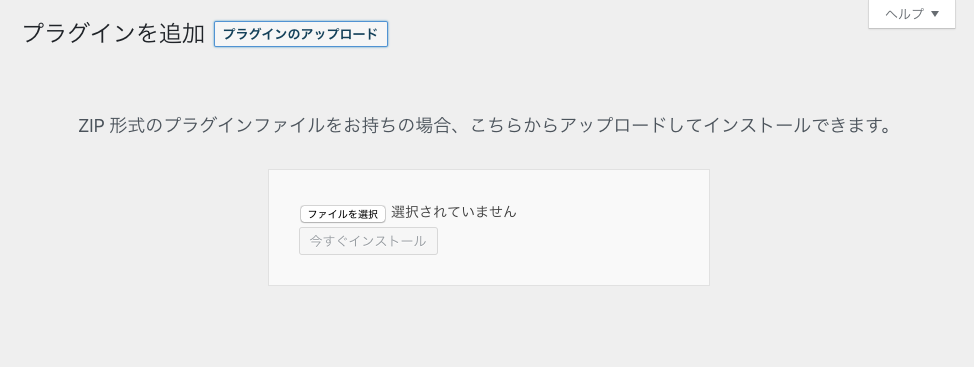 ヘルプ ▼
プラグインを追加 プラグインのアップロード
ZIP 形式のプラグインファイルをお持ちの場合、こちらからアップロードしてインストールできます。
ファイルを選択 選択されていません
今すぐインストール